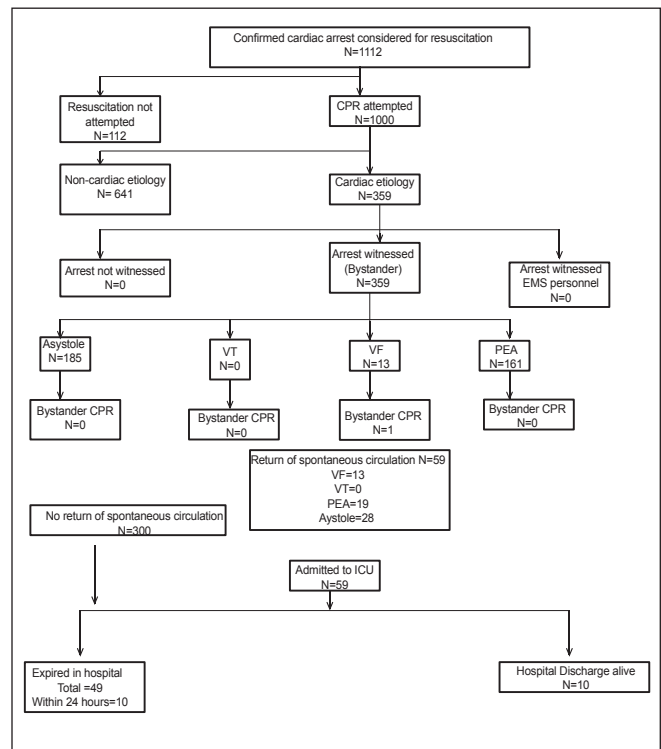 Confirmed cardiac arrest considered for resuscitation
N=1112
Resuscitation not
attempted
N=112
CPR attempted
N=1000
Non-cardiac etiology
N= 641
Cardiac etiology
N=359
Arrest not witnessed
N=0
Arrest witnessed
(Bystander)
N=359
Arrest witnessed
EMS personnel
N=0
Asystole
N=185
VT
N=0
VF
N=13
PEA
N=161
Bystander CPR
N=0
Bystander CPR
N=0
Bystander CPR
N=1
Bystander CPR
N=0
Return of spontaneous circulation N=59
VF=13
VT=0
PEA=19
Aystole=28
No return of spontaneous circulation
N=300
Admitted to ICU
N=59
Expired in hospital
Total =49
Within 24 hours=10
Hospital Discharge alive
N=10